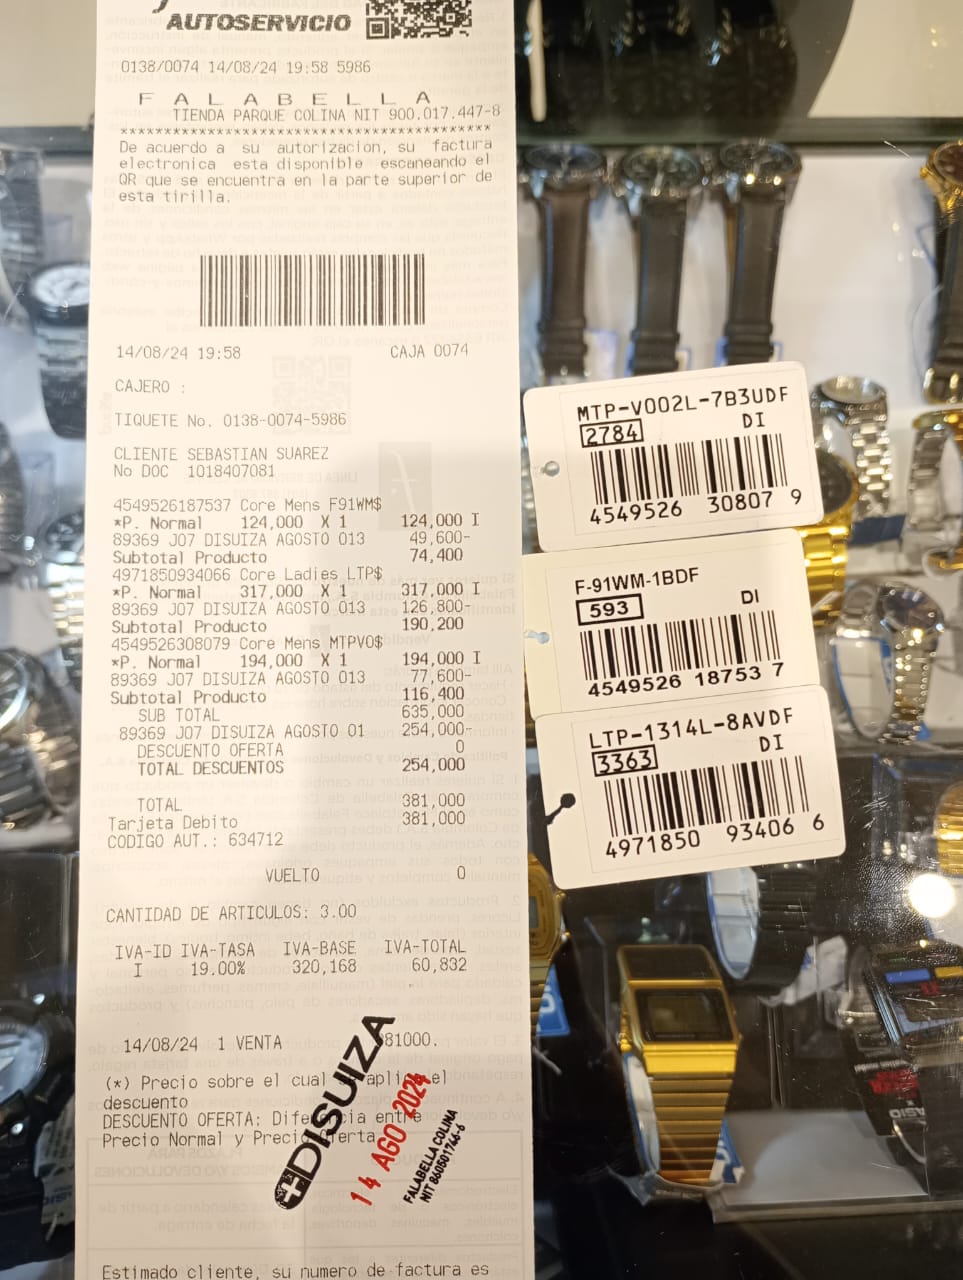 AUTOSERVICIO
0138/0074 14/08/24 19:58 5986
F A L A B E L L A
TIENDA PARQUE COLINA NIT 900.017.447-8
****************************************************
De acuerdo a su autorizacion, su factura
electronica esta disponible escaneando el
QR que se encuentra en la parte superior de
esta tirilla.
14/08/24 19:58 CAJA 0074
CAJERO :
TIQUETE No. 0138-0074-5986
CLIENTE SEBASTIAN SUAREZ
No DOC 1018407081
4549526187537 Core Mens F91WM$
*P. Normal 124,000 X 1 124,000 I
89369 J07 DISUIZA AGOSTO 013 49,600-
Subtotal Producto 74,400
4971850934066 Core Ladies LTP$
*P. Normal 317,000 X 1 317,000 I
89369 J07 DISUIZA AGOSTO 013 126,800-
Subtotal Producto 190,200
4549526308079 Core Mens MTPV0$
*P. Normal 194,000 X 1 194,000 I
89369 J07 DISUIZA AGOSTO 013 77,600-
Subtotal Producto 116,400
SUB TOTAL 635,000
89369 J07 DISUIZA AGOSTO 01 254,000-
DESCUENTO OFERTA 0
TOTAL DESCUENTOS 254,000
TOTAL 381,000
Tarjeta Debito 381,000
CODIGO AUT.: 634712
VUELTO 0
CANTIDAD DE ARTICULOS: 3.00
IVA-ID IVA-TASA IVA-BASE IVA-TOTAL
I 19.00% 320,168 60,832
14/08/24 1 VENTA 81000.
(*) Precio sobre el cual aplica el
descuento
DESCUENTO OFERTA: Diferencia entre
Precio Normal y Precio Oferta
DISUIZA
14 AGO 2024
FALABELLA COLINA
NIT 860501766-6
Estimado cliente, su numero de factura es
MTP-V002L-7B3UDF
2784 DI
4549526 30807 9
F-91WM-1BDF
593 DI
4549526 18753 7
LTP-1314L-8AVDF
3363 DI
4971850 93406 6
CASIO